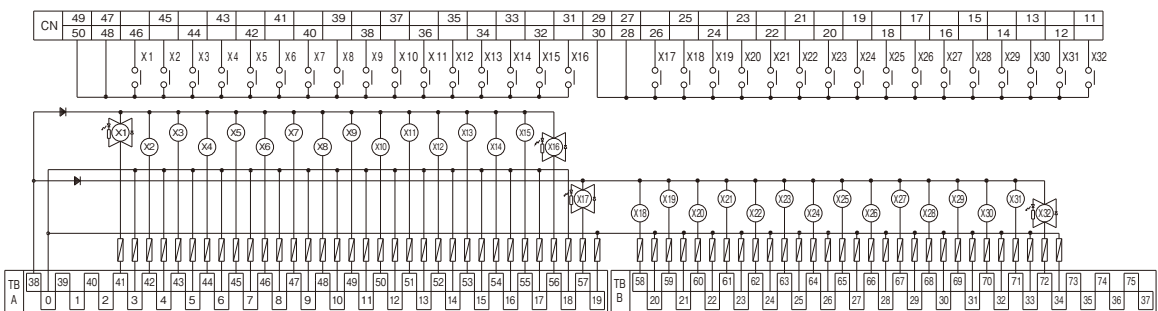 CN 49 47 45 43 41 39 37 35 33 31 29 27 25 23 21 19 17 15 13 11
50 48 46 44 42 40 38 36 34 32 30 28 26 24 22 20 18 16 14 12
X1 X2 X3 X4 X5 X6 X7 X8 X9 X10 X11 X12 X13 X14 X15 X16 X17 X18 X19 X20 X21 X22 X23 X24 X25 X26 X27 X28 X29 X30 X31 X32
X1 X3 X5 X7 X9 X11 X13 X15
X2 X4 X6 X8 X10 X12 X14 X16
X17 X19 X21 X23 X25 X27 X29 X31
X18 X20 X22 X24 X26 X28 X30 X32
TB A 38 39 40 41 42 43 44 45 46 47 48 49 50 51 52 53 54 55 56 57
0 1 2 3 4 5 6 7 8 9 10 11 12 13 14 15 16 17 18 19
TB B 58 59 60 61 62 63 64 65 66 67 68 69 70 71 72 73 74 75
20 21 22 23 24 25 26 27 28 29 30 31 32 33 34 35 36 37